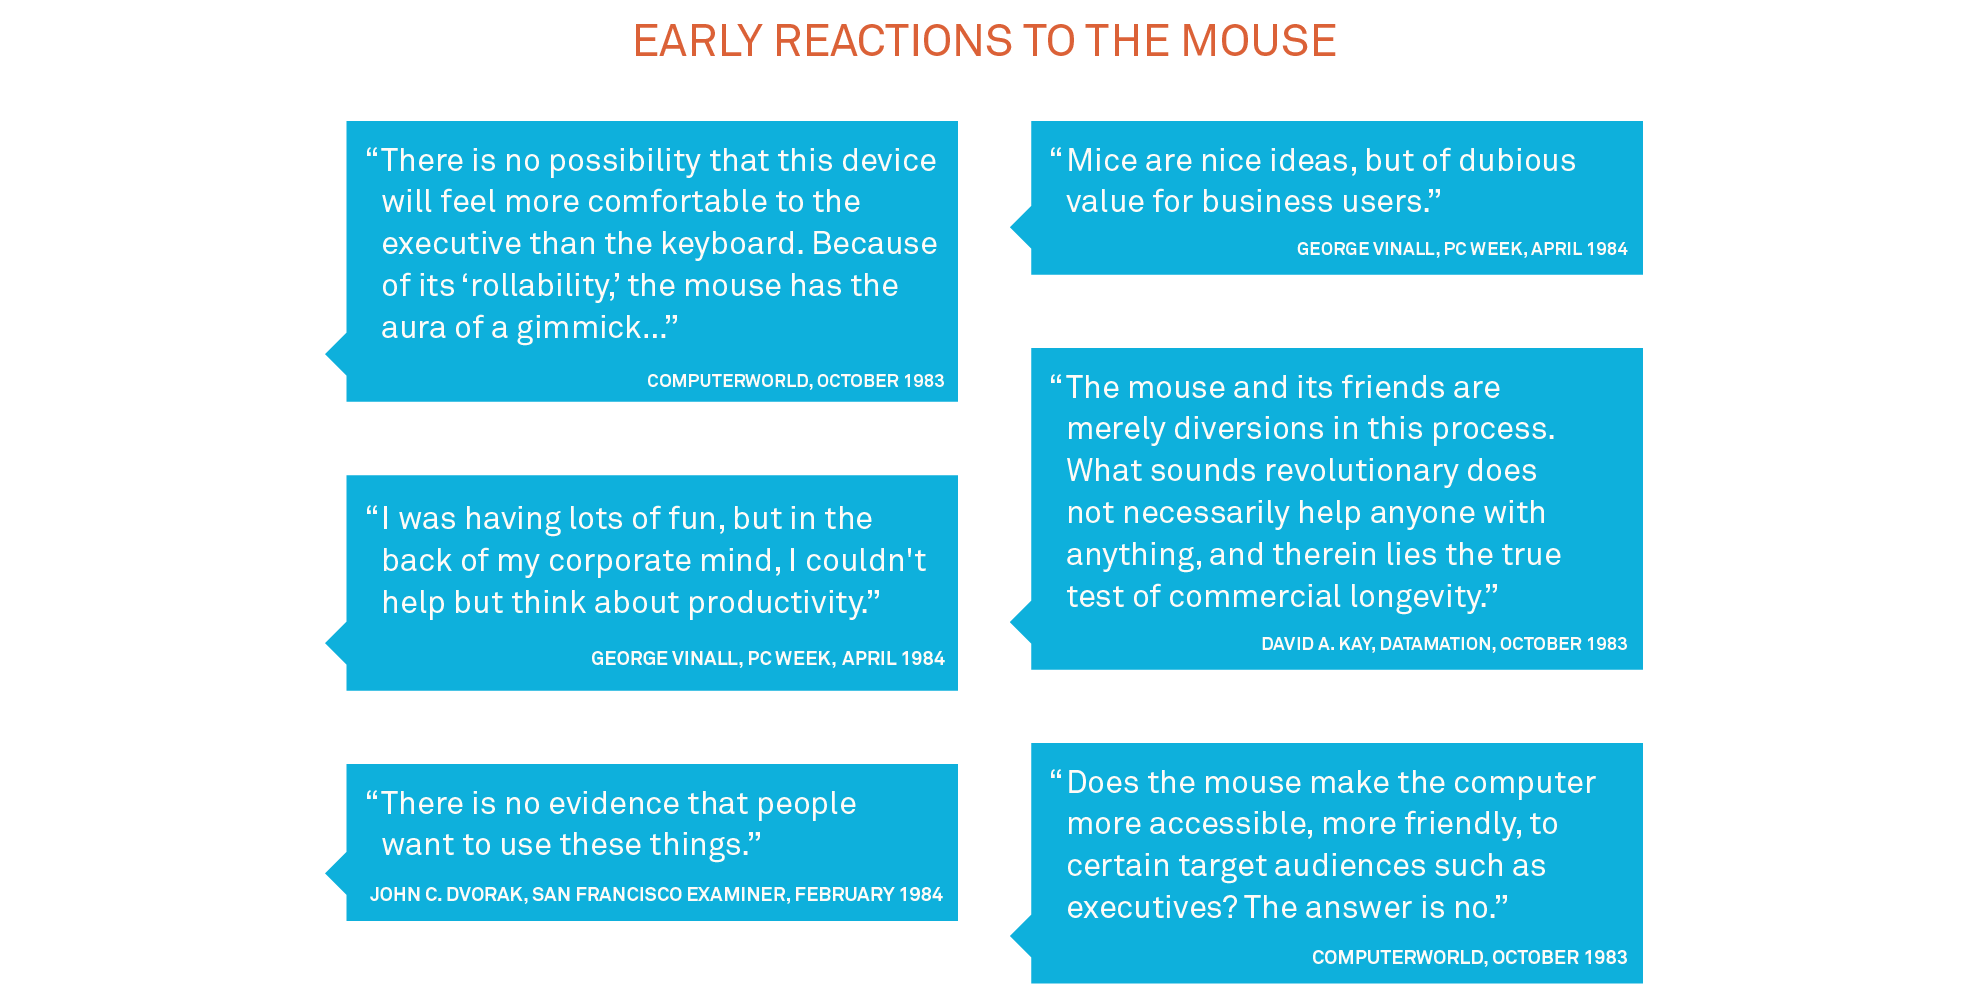 EARLY REACTIONS TO THE MOUSE
“There is no possibility that this device
will feel more comfortable to the
executive than the keyboard. Because
of its ‘rollability,’ the mouse has the
aura of a gimmick...”
COMPUTERWORLD, OCTOBER 1983
“I was having lots of fun, but in the
back of my corporate mind, I couldn't
help but think about productivity.”
GEORGE VINALL, PC WEEK, APRIL 1984
“There is no evidence that people
want to use these things.”
JOHN C. DVORAK, SAN FRANCISCO EXAMINER, FEBRUARY 1984
“Mice are nice ideas, but of dubious
value for business users.”
GEORGE VINALL, PC WEEK, APRIL 1984
“The mouse and its friends are
merely diversions in this process.
What sounds revolutionary does
not necessarily help anyone with
anything, and therein lies the true
test of commercial longevity.”
DAVID A. KAY, DATAMATION, OCTOBER 1983
“Does the mouse make the computer
more accessible, more friendly, to
certain target audiences such as
executives? The answer is no.”
COMPUTERWORLD, OCTOBER 1983